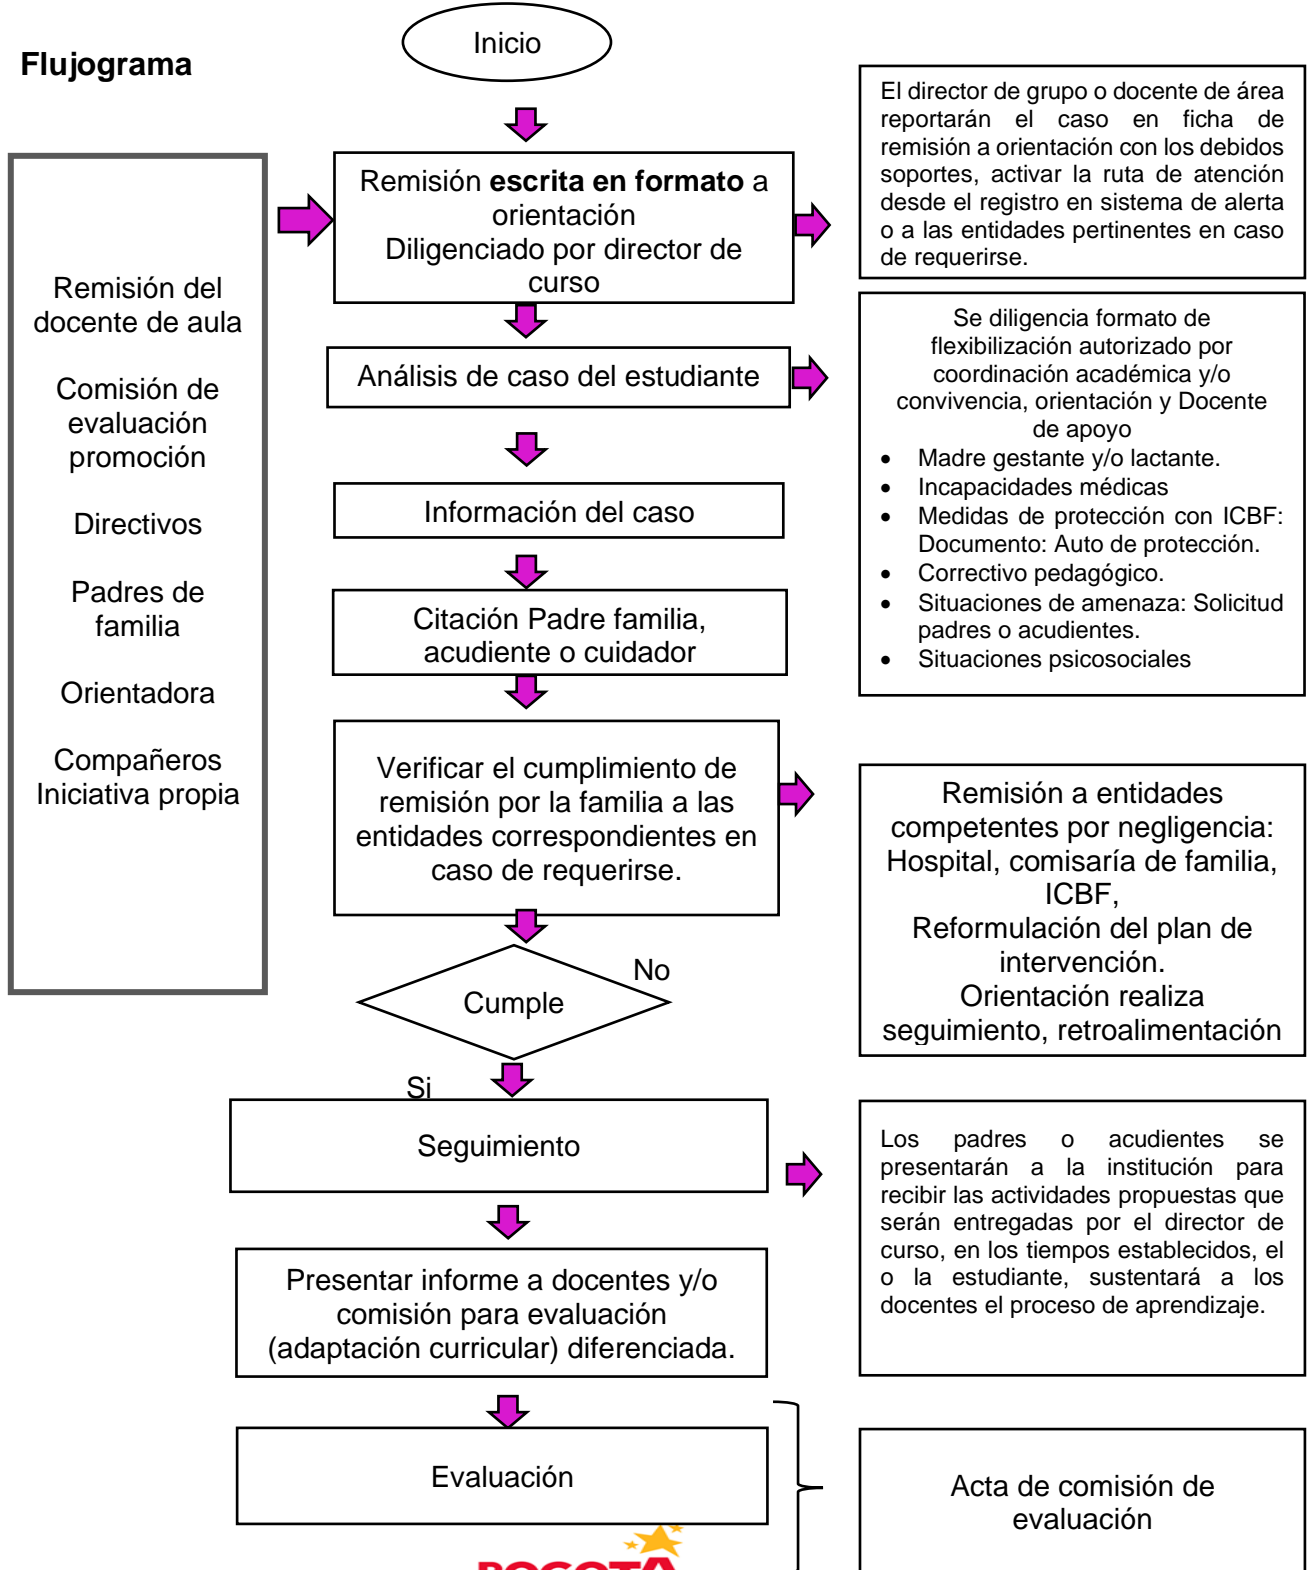 Flujograma
Inicio
Remisión del
docente de aula
Comisión de
evaluación
promoción
Directivos
Padres de
familia
Orientadora
Compañeros
Iniciativa propia
Remisión escrita en formato a
orientación
Diligenciado por director de
curso
El director de grupo o docente de área
reportarán el caso en ficha de
remisión a orientación con los debidos
soportes, activar la ruta de atención
desde el registro en sistema de alerta
o a las entidades pertinentes en caso
de requerirse.
Análisis de caso del estudiante
Se diligencia formato de
flexibilización autorizado por
coordinación académica y/o
convivencia, orientación y Docente
de apoyo
• Madre gestante y/o lactante.
• Incapacidades médicas
• Medidas de protección con ICBF:
Documento: Auto de protección.
• Correctivo pedagógico.
• Situaciones de amenaza: Solicitud
padres o acudientes.
• Situaciones psicosociales
Información del caso
Citación Padre familia,
acudiente o cuidador
Verificar el cumplimiento de
remisión por la familia a las
entidades correspondientes en
caso de requerirse.
Remisión a entidades
competentes por negligencia:
Hospital, comisaría de familia,
ICBF,
Reformulación del plan de
intervención.
Orientación realiza
seguimiento, retroalimentación
No
Cumple
Si
Seguimiento
Los padres o acudientes se
presentarán a la institución para
recibir las actividades propuestas que
serán entregadas por el director de
curso, en los tiempos establecidos, el
o la estudiante, sustentará a los
docentes el proceso de aprendizaje.
Presentar informe a docentes y/o
comisión para evaluación
(adaptación curricular) diferenciada.
Evaluación
Acta de comisión de
evaluación
BOGOTÁ